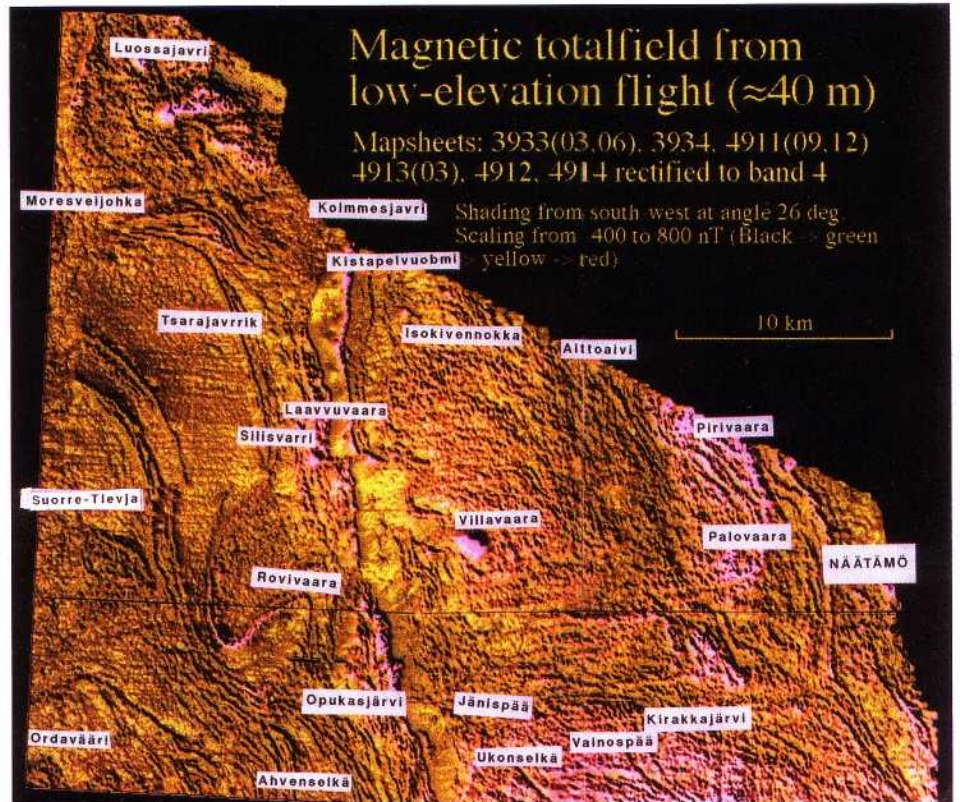 Luossajavri
Magnetic totalfield from
low-elevation flight (≈40 m)
Mapsheets: 3933(03,06), 3934, 4911(09,12)
4913(03), 4912, 4914 rectified to band 4
Moresveijohka
Kolmmesjavri
Shading from south-west at angle 26 deg.
Scaling from -400 to 800 nT (Black -> green
-> yellow -> red)
Kistapelvuobmi
Tsarajavrrik
Isokivennokka
10 km
Aittoaivi
Laavvuvaara
Silisvarri
Pirivaara
Suorre-Tievja
Villavaara
Palovaara
NÄÄTÄMÖ
Rovivaara
Opukasjärvi
Jänispää
Kirakkajärvi
Ordavääri
Vainospää
Ukonselkä
Ahvenselkä